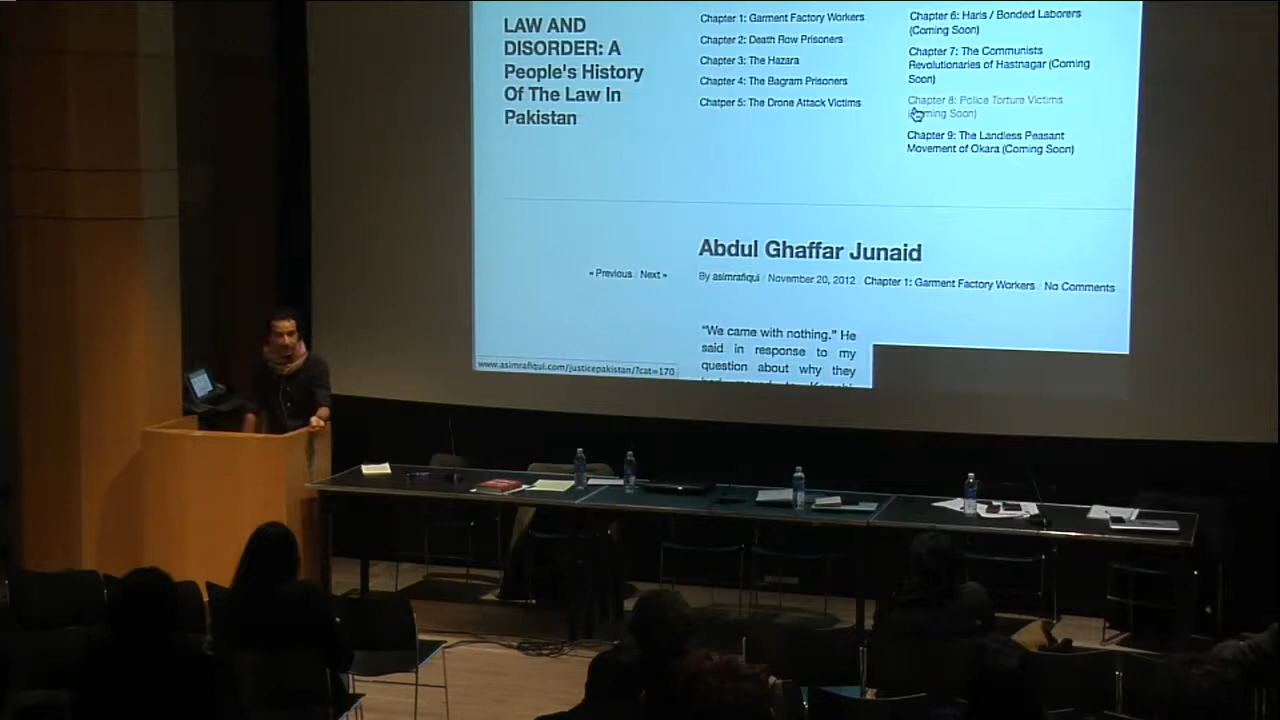 LAW AND
DISORDER: A
People's History
Of The Law In
Pakistan
Chapter 1: Garment Factory Workers
Chapter 2: Death Row Prisoners
Chapter 3: The Hazara
Chapter 4: The Bagram Prisoners
Chatper 5: The Drone Attack Victims
Chapter 6: Haris / Bonded Laborers
(Coming Soon)
Chapter 7: The Communists
Revolutionaries of Hastnagar (Coming
Soon)
Chapter 8: Police Torture Victims
(Coming Soon)
Chapter 9: The Landless Peasant
Movement of Okara (Coming Soon)
Abdul Ghaffar Junaid
« Previous / Next »
By asimrafiqui / November 20, 2012 / Chapter 1: Garment Factory Workers / No Comments
"We came with nothing." He
said in response to my
question about why they
www.asimrafiqui.com/justicepakistan/?cat=170